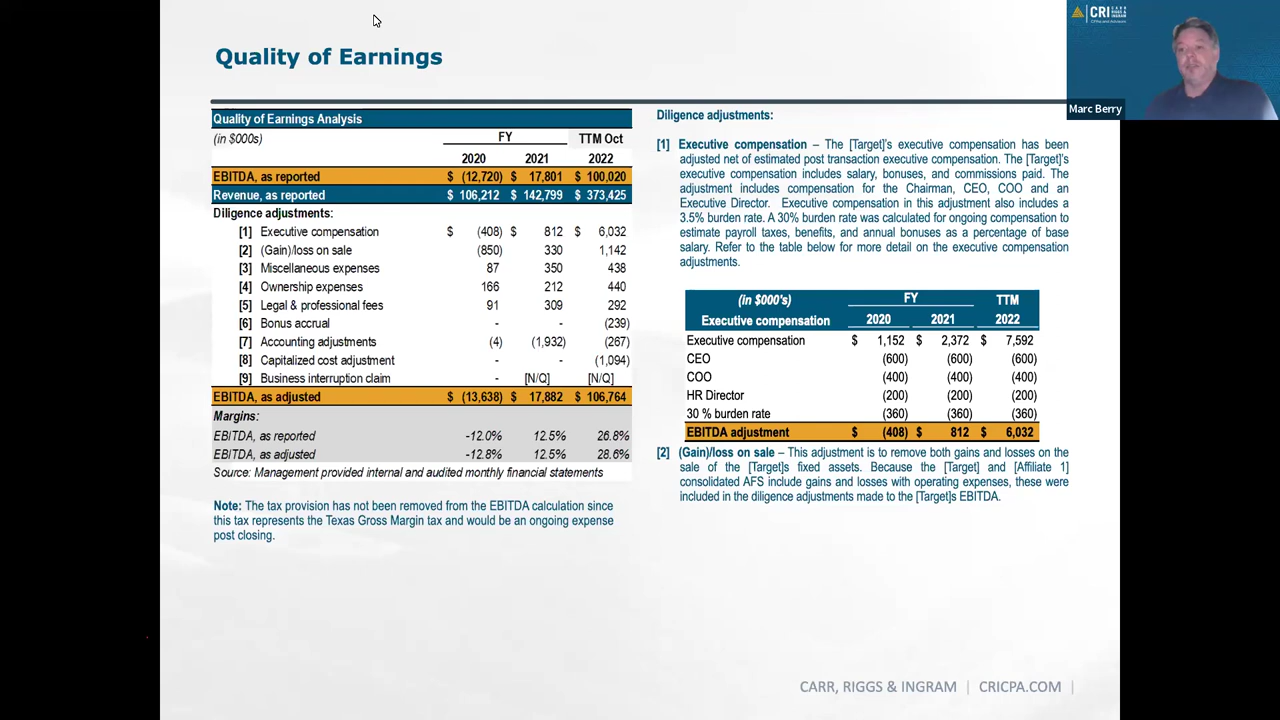 Quality of Earnings
CRI CARR RIGGS & INGRAM
CPAs and Advisors
Marc Berry
Quality of Earnings Analysis
(in $000s) FY TTM Oct
2020 2021 2022
EBITDA, as reported $ (12,720) $ 17,801 $ 100,020
Revenue, as reported $ 106,212 $ 142,799 $ 373,425
Diligence adjustments:
[1] Executive compensation $ (408) $ 812 $ 6,032
[2] (Gain)/loss on sale (850) 330 1,142
[3] Miscellaneous expenses 87 350 438
[4] Ownership expenses 166 212 440
[5] Legal & professional fees 91 309 292
[6] Bonus accrual - - (239)
[7] Accounting adjustments (4) (1,932) (267)
[8] Capitalized cost adjustment - - (1,094)
[9] Business interruption claim - [N/Q] [N/Q]
EBITDA, as adjusted $ (13,638) $ 17,882 $ 106,764
Margins:
EBITDA, as reported -12.0% 12.5% 26.8%
EBITDA, as adjusted -12.8% 12.5% 28.6%
Source: Management provided internal and audited monthly financial statements
Note: The tax provision has not been removed from the EBITDA calculation since
this tax represents the Texas Gross Margin tax and would be an ongoing expense
post closing.
Diligence adjustments:
[1] Executive compensation – The [Target]'s executive compensation has been
adjusted net of estimated post transaction executive compensation. The [Target]'s
executive compensation includes salary, bonuses, and commissions paid. The
adjustment includes compensation for the Chairman, CEO, COO and an
Executive Director. Executive compensation in this adjustment also includes a
3.5% burden rate. A 30% burden rate was calculated for ongoing compensation to
estimate payroll taxes, benefits, and annual bonuses as a percentage of base
salary. Refer to the table below for more detail on the executive compensation
adjustments.
(in $000's) FY TTM
Executive compensation 2020 2021 2022
Executive compensation $ 1,152 $ 2,372 $ 7,592
CEO (600) (600) (600)
COO (400) (400) (400)
HR Director (200) (200) (200)
30 % burden rate (360) (360) (360)
EBITDA adjustment $ (408) $ 812 $ 6,032
[2] (Gain)/loss on sale – This adjustment is to remove both gains and losses on the
sale of the [Target]s fixed assets. Because the [Target] and [Affiliate 1]
consolidated AFS include gains and losses with operating expenses, these were
included in the diligence adjustments made to the [Target]s EBITDA.
CARR, RIGGS & INGRAM | CRICPA.COM |